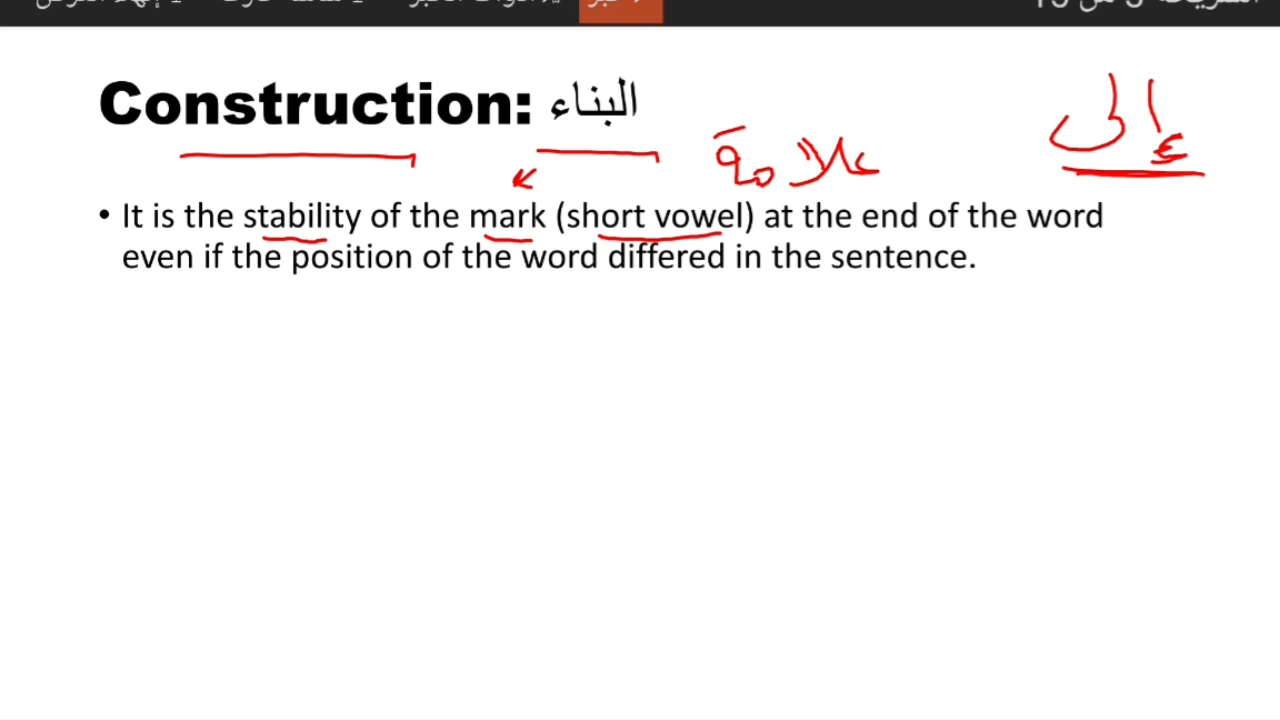 Construction: البناء
إلى
علامة
• It is the stability of the mark (short vowel) at the end of the word
even if the position of the word differed in the sentence.